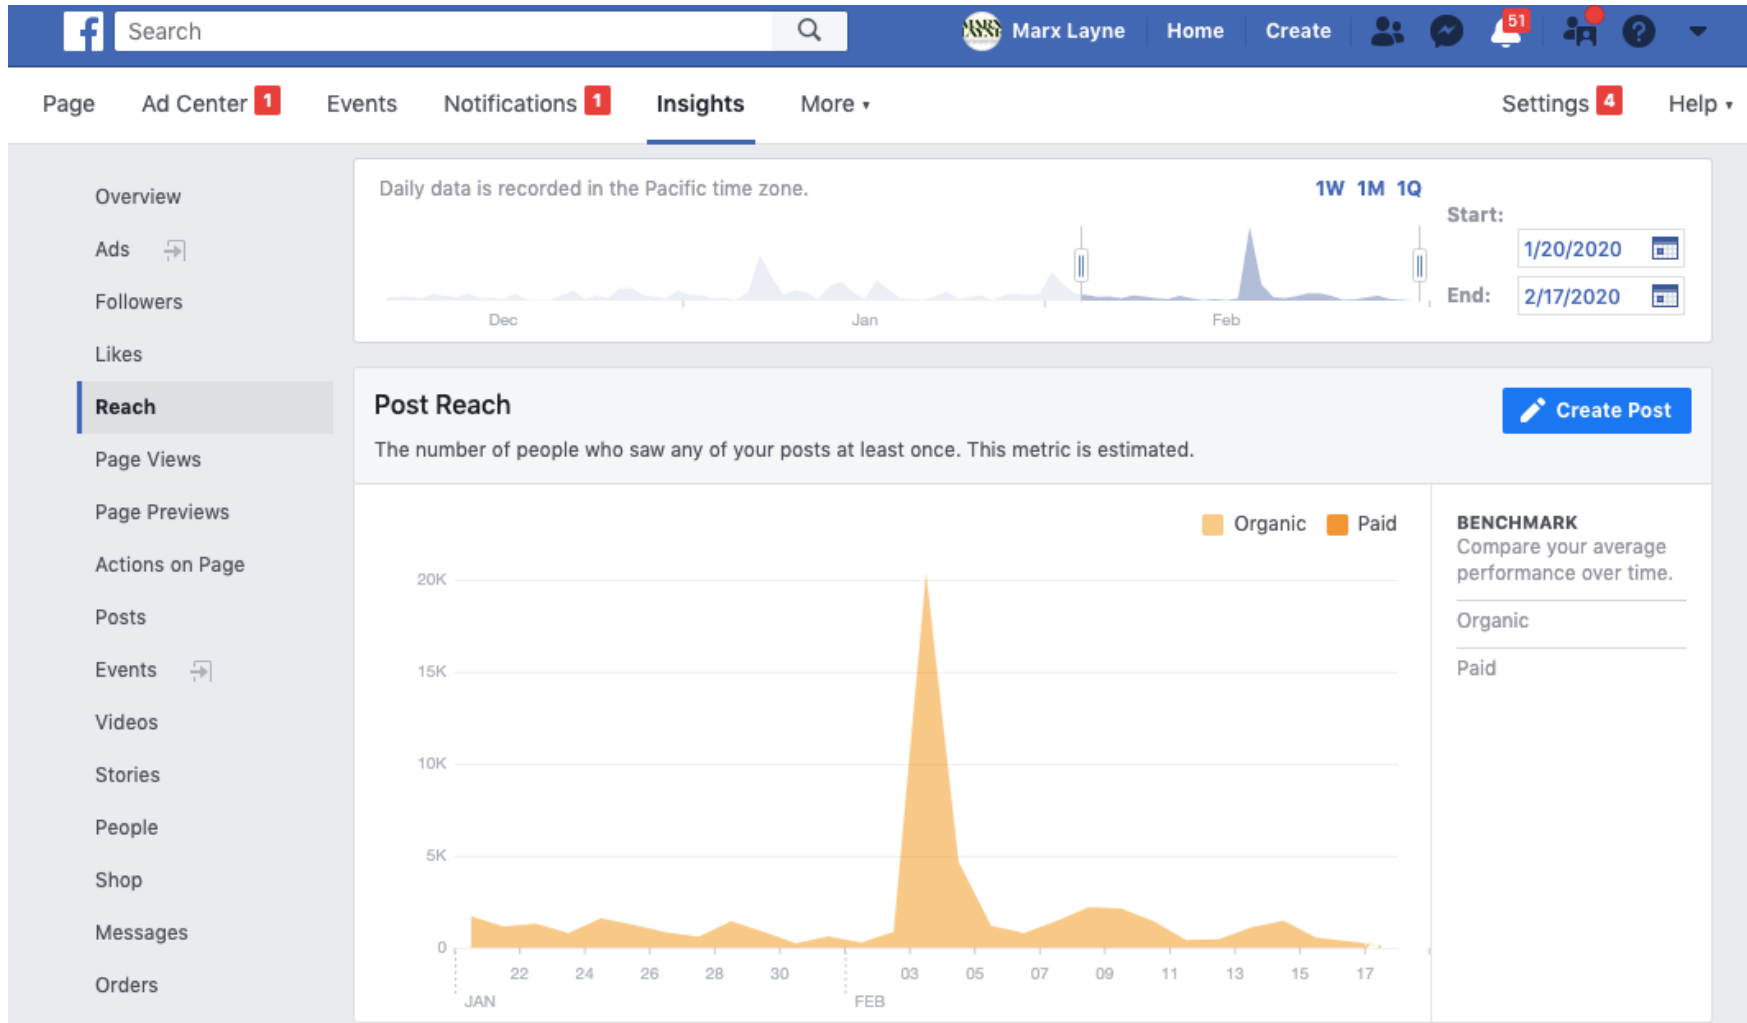 Search
Marx Layne
Home
Create
51
Page
Ad Center 1
Events
Notifications 1
Insights
More
Settings 4
Help
Overview
Ads
Followers
Likes
Reach
Page Views
Page Previews
Actions on Page
Posts
Events
Videos
Stories
People
Shop
Messages
Orders
Daily data is recorded in the Pacific time zone.
1W 1M 1Q
Start:
1/20/2020
End:
2/17/2020
Dec
Jan
Feb
Post Reach
Create Post
The number of people who saw any of your posts at least once. This metric is estimated.
Organic
Paid
20K
15K
10K
5K
0
22 24 26 28 30 03 05 07 09 11 13 15 17
JAN
FEB
BENCHMARK
Compare your average
performance over time.
Organic
Paid